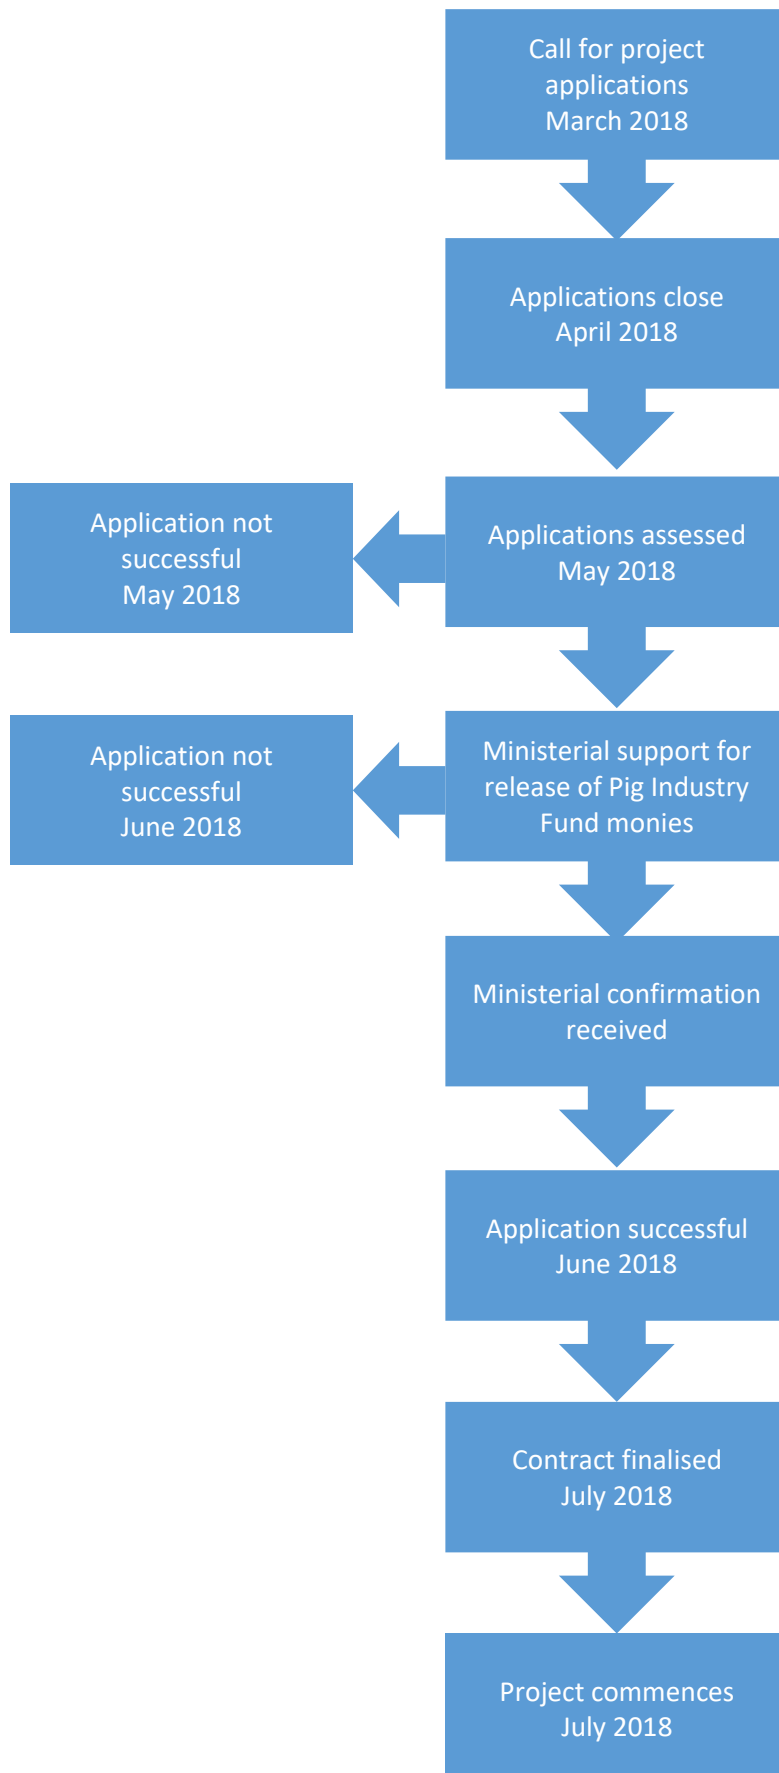 Call for project
applications
March 2018
Applications close
April 2018
Applications assessed
May 2018
Application not
successful
May 2018
Ministerial support for
release of Pig Industry
Fund monies
Application not
successful
June 2018
Ministerial confirmation
received
Application successful
June 2018
Contract finalised
July 2018
Project commences
July 2018